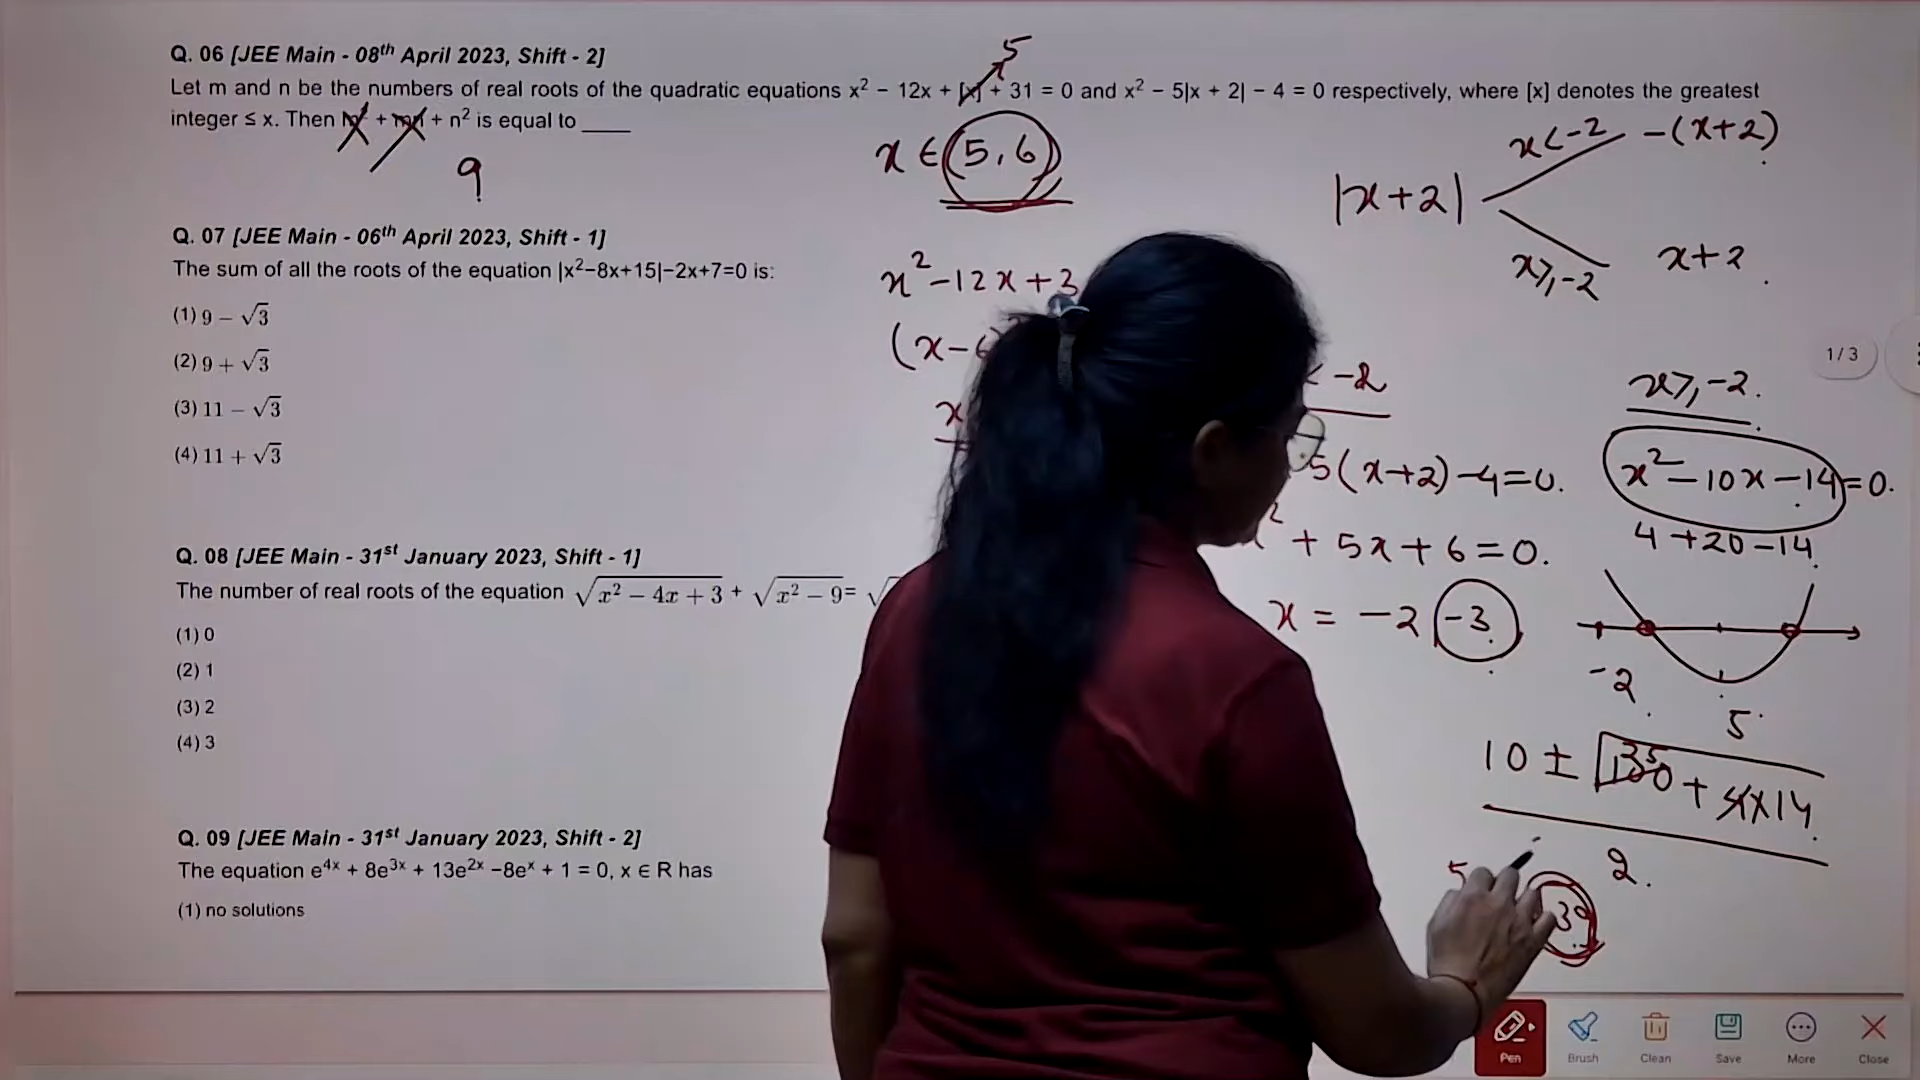 Q. 06 [JEE Main - 08th April 2023, Shift - 2]
Let m and n be the numbers of real roots of the quadratic equations x² − 12x + [x] + 31 = 0 and x² − 5|x + 2| − 4 = 0 respectively, where [x] denotes the greatest
integer ≤ x. Then m² + mn + n² is equal to ____
5
9
x ∈ (5, 6)
|x+2|
x<-2 -(x+2)
x≥-2 x+2
Q. 07 [JEE Main - 06th April 2023, Shift - 1]
The sum of all the roots of the equation |x²−8x+15|−2x+7=0 is:
(1) 9 − √3
(2) 9 + √3
(3) 11 − √3
(4) 11 + √3
x²-12x+3
(x-6
x
-2
5(x+2)-4=0.
² + 5x + 6 = 0.
x = -2, -3
x≥-2.
x²-10x-14=0.
4+20-14
-2
5
10 ±
+ 4x14
2.
1 / 3
Q. 08 [JEE Main - 31st January 2023, Shift - 1]
The number of real roots of the equation √(x² − 4x + 3) + √(x² − 9) = √
(1) 0
(2) 1
(3) 2
(4) 3
Q. 09 [JEE Main - 31st January 2023, Shift - 2]
The equation e⁴ˣ + 8e³ˣ + 13e²ˣ −8eˣ + 1 = 0, x ∈ R has
(1) no solutions
Pen
Brush
Clean
Save
More
Close